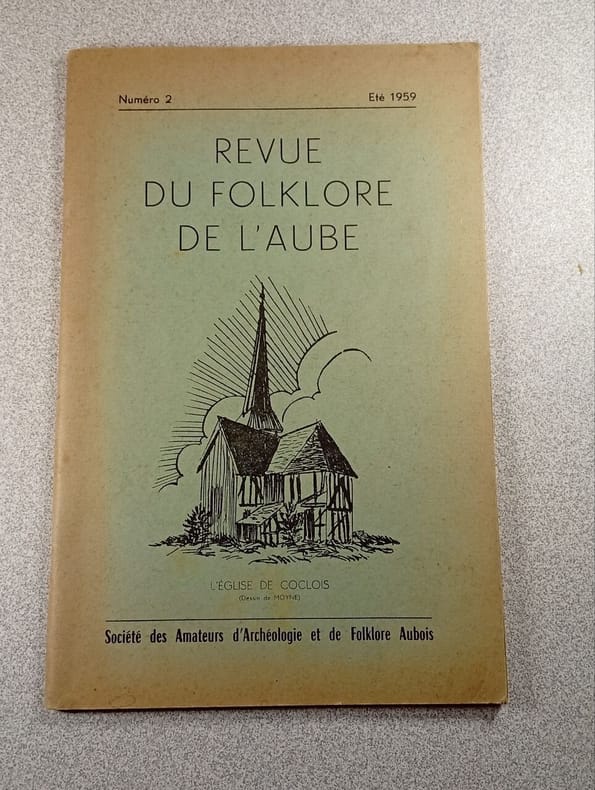 Numéro 2 Eté 1959
REVUE
DU FOLKLORE
DE L'AUBE
L'ÉGLISE DE COCLOIS
(Dessin de MOYNE)
Société des Amateurs d'Archéologie et de Folklore Aubois